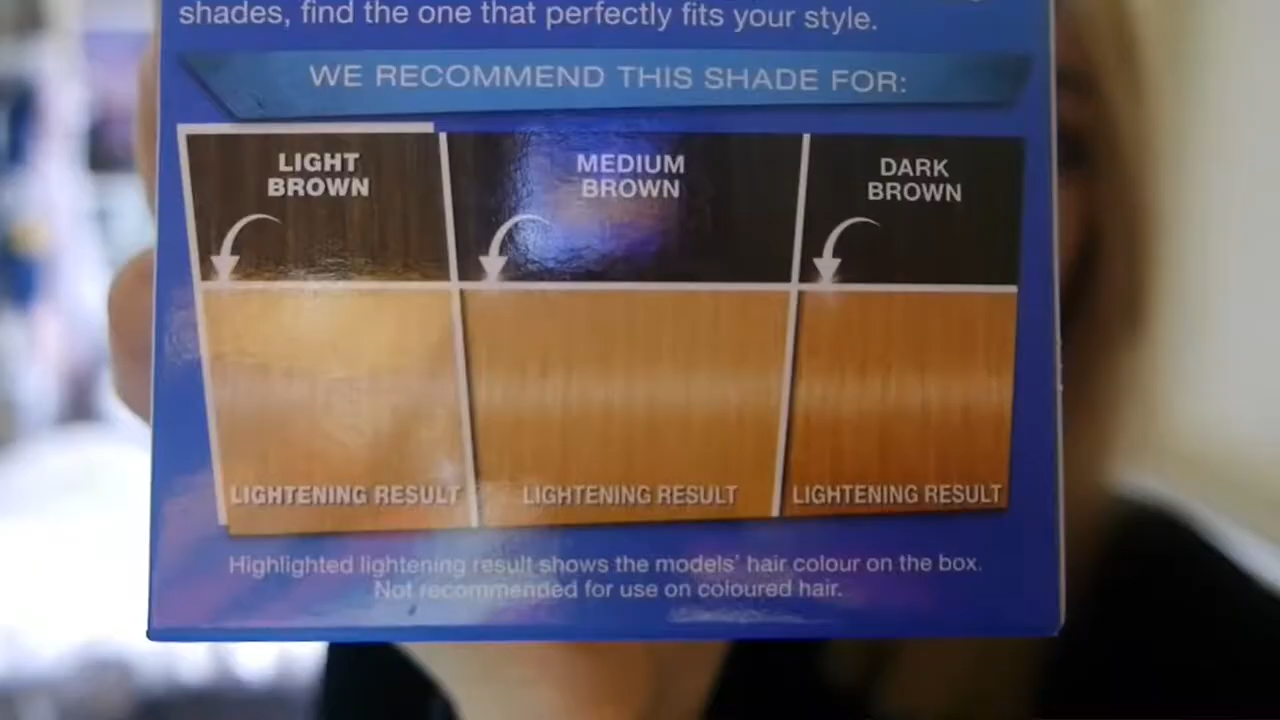 shades, find the one that perfectly fits your style.
WE RECOMMEND THIS SHADE FOR:
LIGHT
BROWN
MEDIUM
BROWN
DARK
BROWN
LIGHTENING RESULT
LIGHTENING RESULT
LIGHTENING RESULT
Highlighted lightening result shows the models' hair colour on the box.
Not recommended for use on coloured hair.